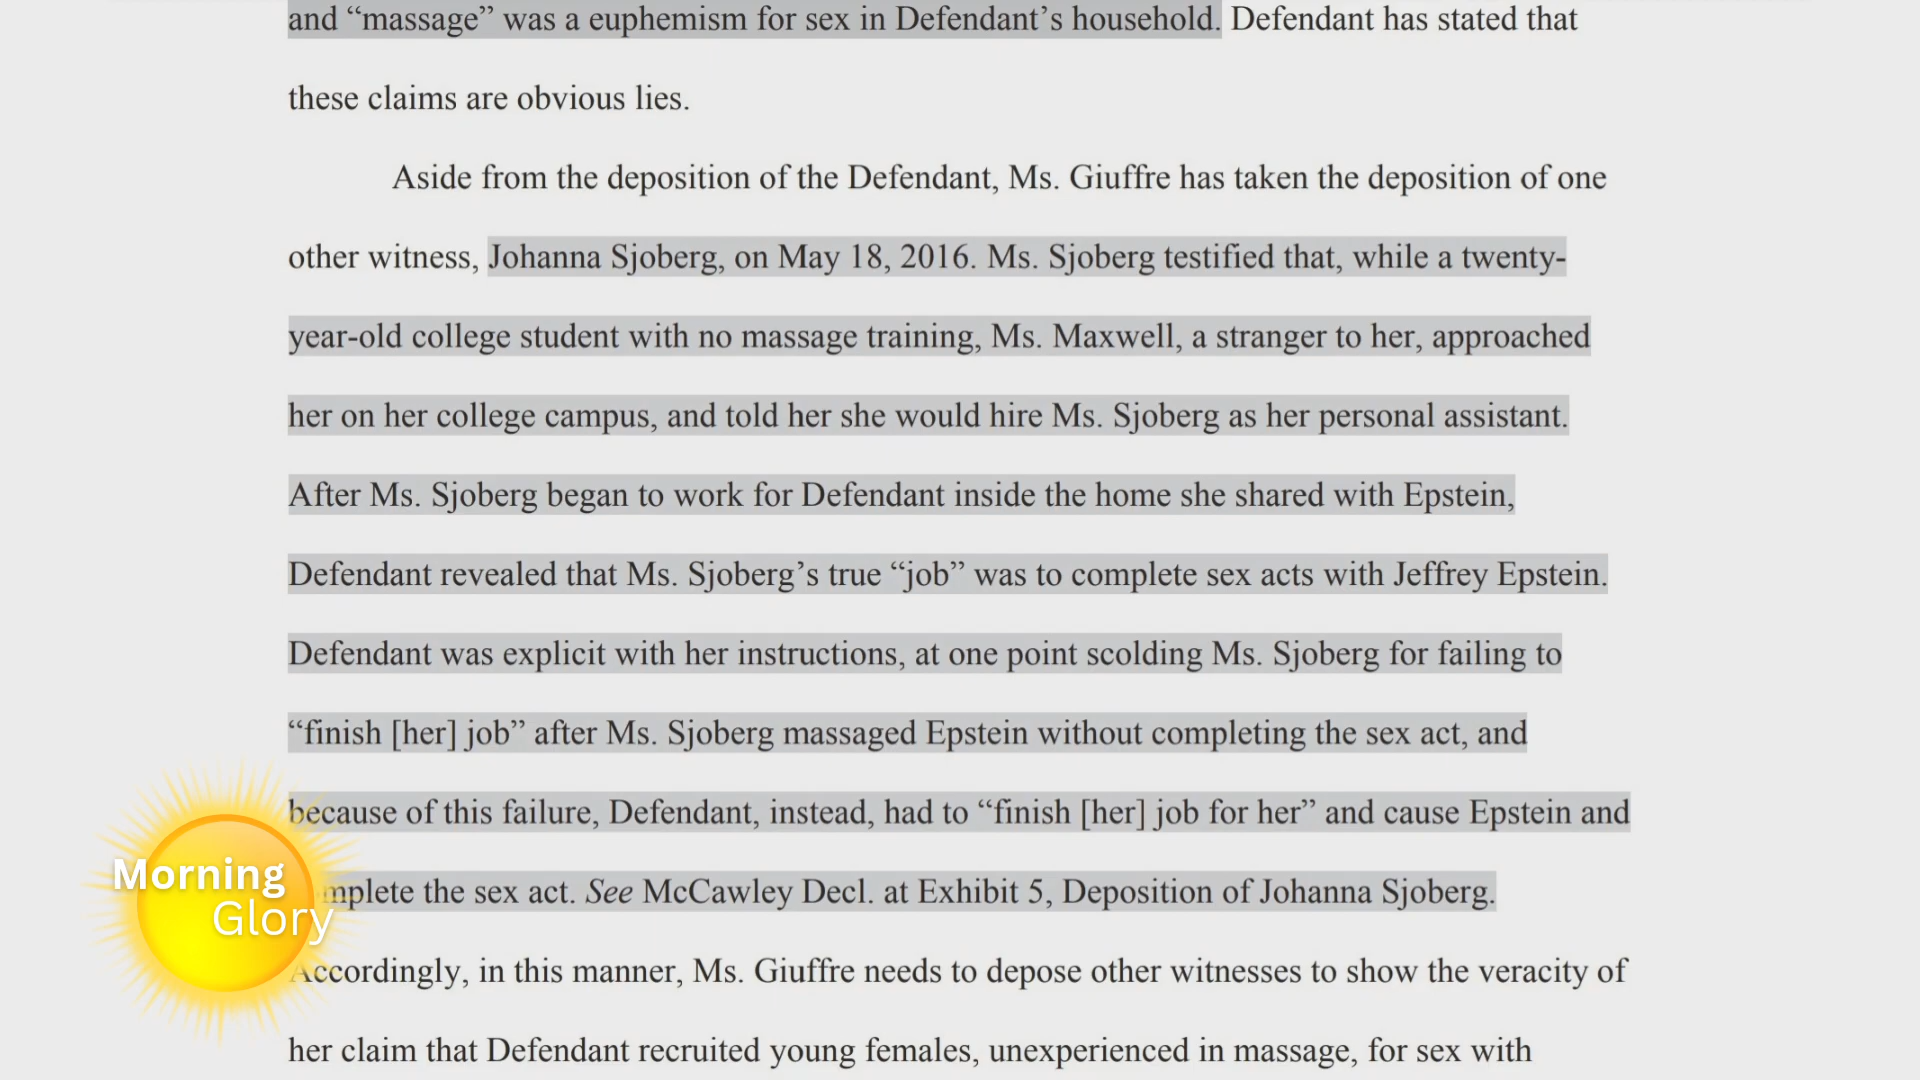 and “massage” was a euphemism for sex in Defendant’s household. Defendant has stated that
these claims are obvious lies.
Aside from the deposition of the Defendant, Ms. Giuffre has taken the deposition of one
other witness, Johanna Sjoberg, on May 18, 2016. Ms. Sjoberg testified that, while a twenty-
year-old college student with no massage training, Ms. Maxwell, a stranger to her, approached
her on her college campus, and told her she would hire Ms. Sjoberg as her personal assistant.
After Ms. Sjoberg began to work for Defendant inside the home she shared with Epstein,
Defendant revealed that Ms. Sjoberg’s true “job” was to complete sex acts with Jeffrey Epstein.
Defendant was explicit with her instructions, at one point scolding Ms. Sjoberg for failing to
“finish [her] job” after Ms. Sjoberg massaged Epstein without completing the sex act, and
because of this failure, Defendant, instead, had to “finish [her] job for her” and cause Epstein and
the sex act. See McCawley Decl. at Exhibit 5, Deposition of Johanna Sjoberg.
Accordingly, in this manner, Ms. Giuffre needs to depose other witnesses to show the veracity of
her claim that Defendant recruited young females, unexperienced in massage, for sex with
Morning
Glory